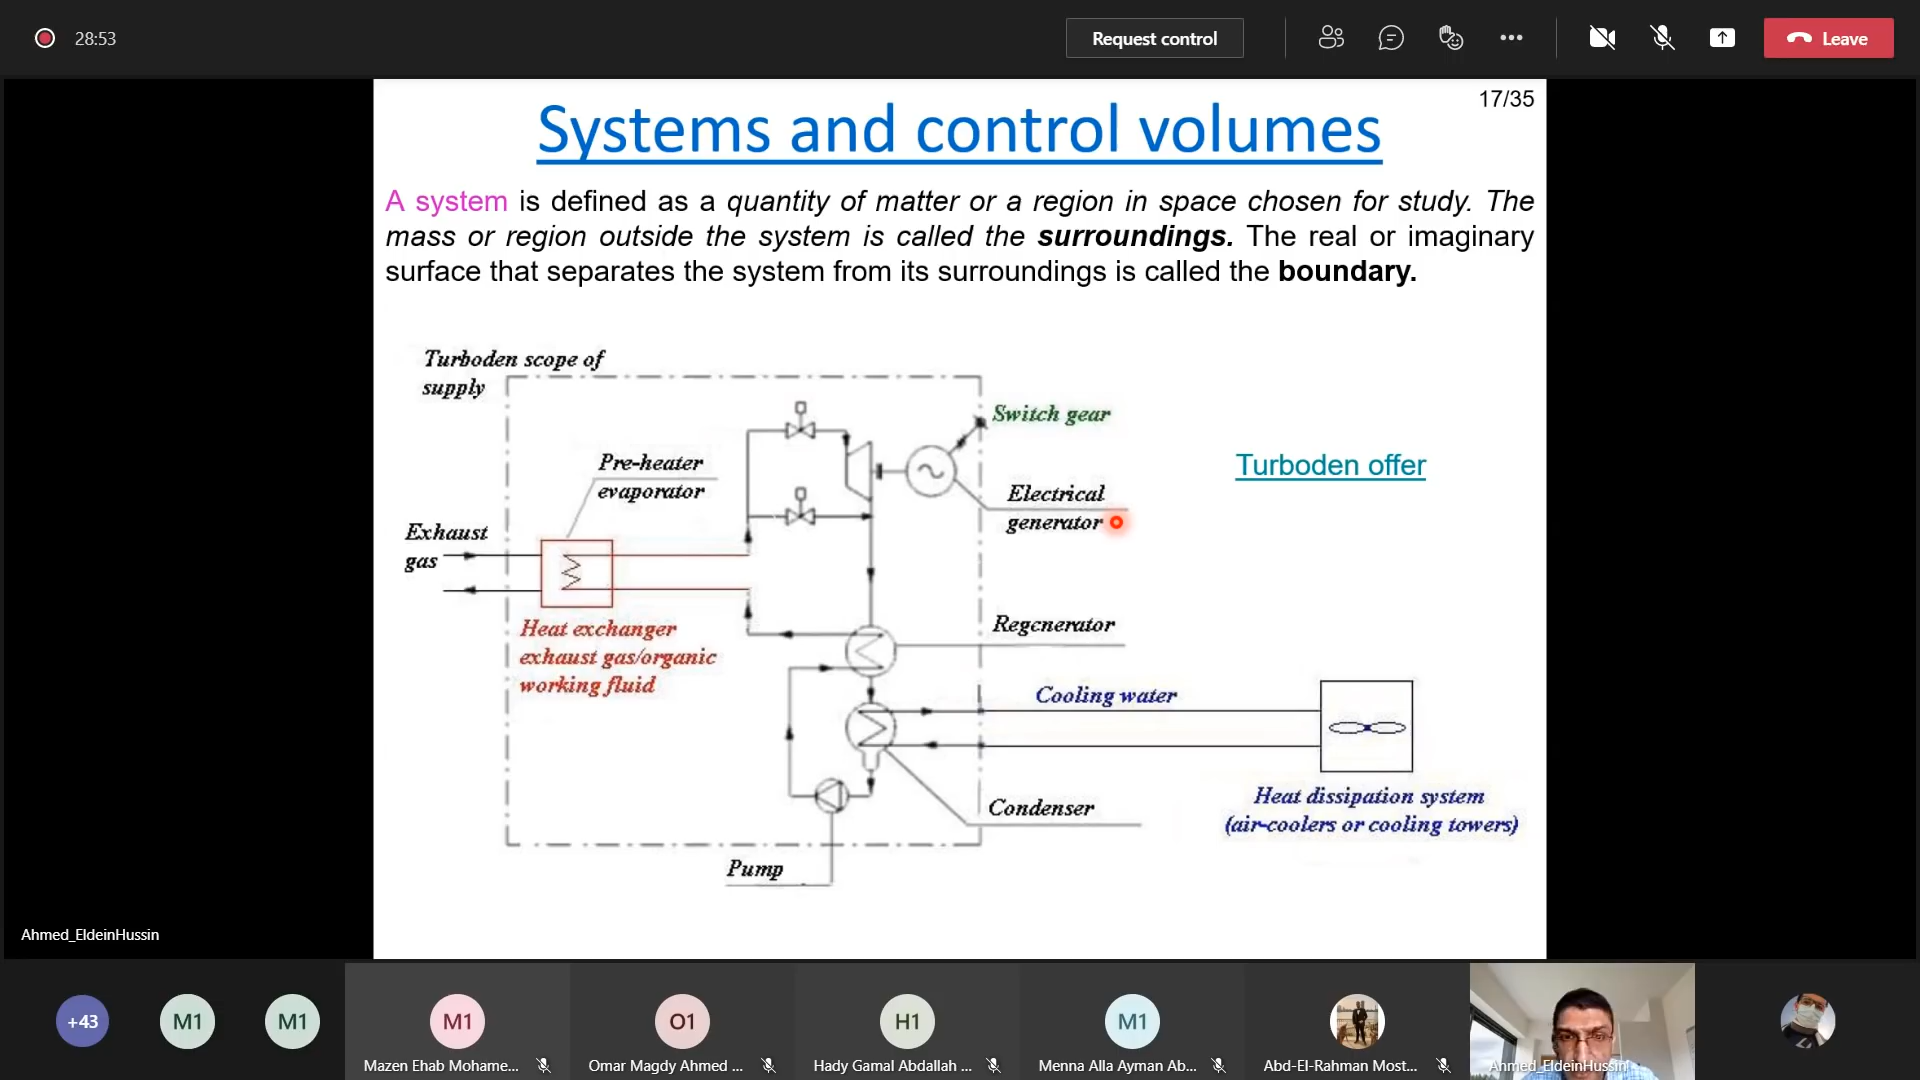 28:53
Request control
Leave
17/35
Systems and control volumes
A system is defined as a quantity of matter or a region in space chosen for study. The
mass or region outside the system is called the surroundings. The real or imaginary
surface that separates the system from its surroundings is called the boundary.
Turboden scope of
supply
Switch gear
Pre-heater
evaporator
Turboden offer
Electrical
generator
Exhaust
gas
Heat exchanger
exhaust gas/organic
working fluid
Regenerator
Cooling water
Heat dissipation system
(air-coolers or cooling towers)
Condenser
Pump
Ahmed_EldeinHussin
+43
M1
M1
M1
O1
H1
M1
Mazen Ehab Mohame...
Omar Magdy Ahmed ...
Hady Gamal Abdallah ...
Menna Alla Ayman Ab...
Abd-El-Rahman Most...
Ahmed_EldeinHussin